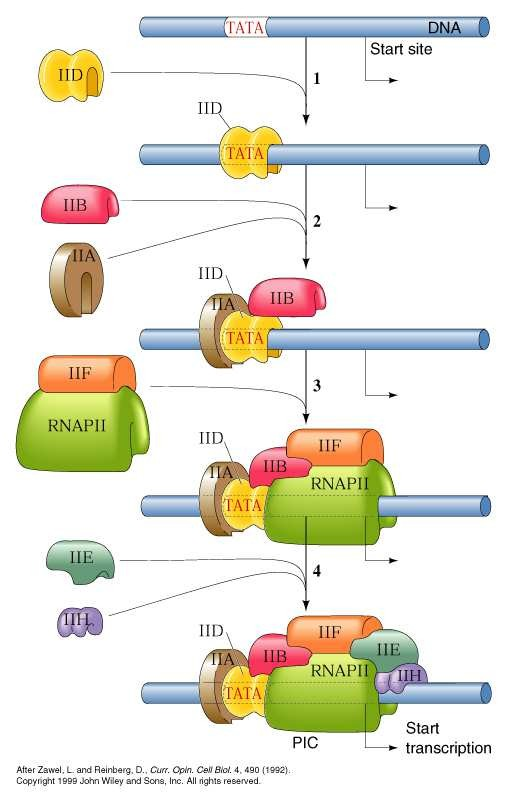 TATA DNA
Start site
IID
1
IID
TATA
IIB
2
IIA
IID
IIA IIB
TATA
IIF
3
RNAPII
IID IIF
IIB
IIA
RNAPII
TATA
IIE
4
IIH
IID IIF
IIB IIE
IIA
RNAPII IIH
TATA
PIC
Start
transcription
After Zawel, L. and Reinberg, D., Curr. Opin. Cell Biol. 4, 490 (1992).
Copyright 1999 John Wiley and Sons, Inc. All rights reserved.